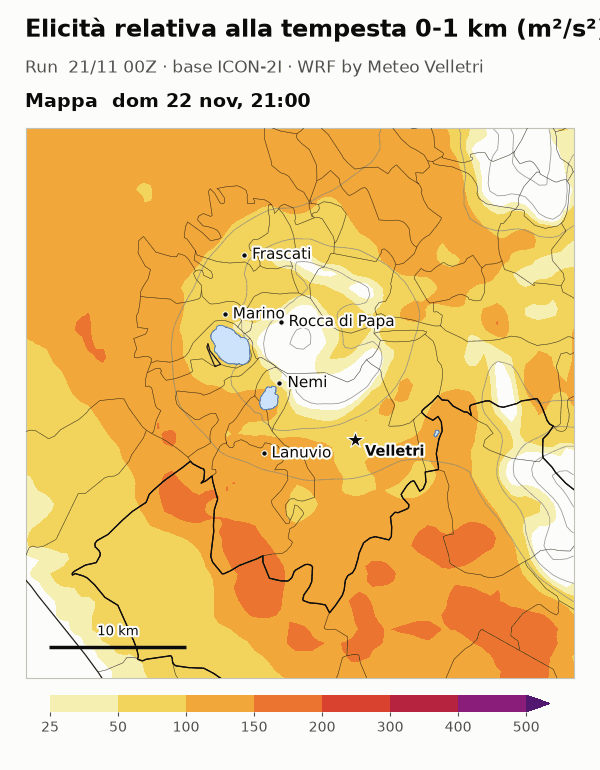 Elicità relativa alla tempesta 0-1 km (m²/s²)
Run  21/11 00Z · base ICON-2I · WRF by Meteo Velletri
Mappa  dom 22 nov, 21:00
Frascati
Marino
Rocca di Papa
Nemi
Lanuvio
Velletri
10 km
25 50 100 150 200 300 400 500